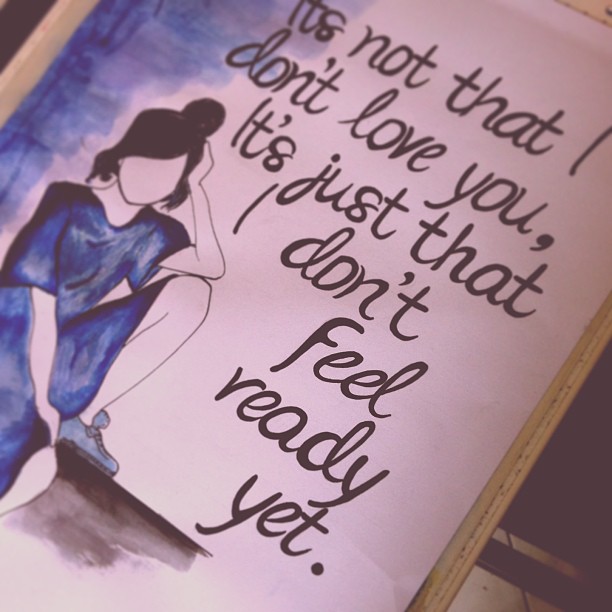 It's not that I
don't love you,
It's just that
I don't
feel
ready
yet.